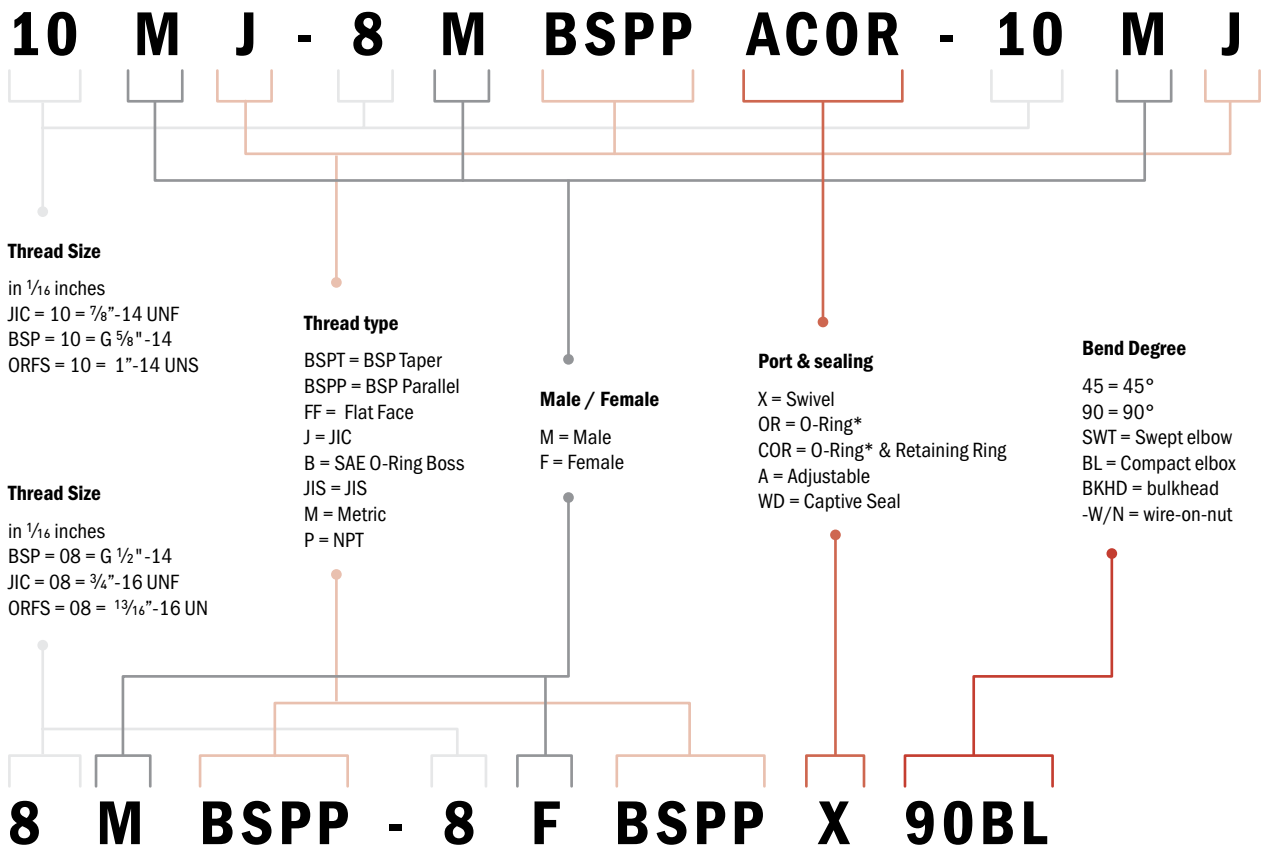 10 M J - 8 M BSPP ACOR - 10 M J
Thread Size
in 1/16 inches
JIC = 10 = 7/8”-14 UNF
BSP = 10 = G 5/8"-14
ORFS = 10 = 1”-14 UNS
Thread type
BSPT = BSP Taper
BSPP = BSP Parallel
FF = Flat Face
J = JIC
B = SAE O-Ring Boss
JIS = JIS
M = Metric
P = NPT
Male / Female
M = Male
F = Female
Port & sealing
X = Swivel
OR = O-Ring*
COR = O-Ring* & Retaining Ring
A = Adjustable
WD = Captive Seal
Bend Degree
45 = 45°
90 = 90°
SWT = Swept elbow
BL = Compact elbox
BKHD = bulkhead
-W/N = wire-on-nut
Thread Size
in 1/16 inches
BSP = 08 = G 1/2"-14
JIC = 08 = 3/4”-16 UNF
ORFS = 08 = 13/16”-16 UN
8 M BSPP - 8 F BSPP X 90BL